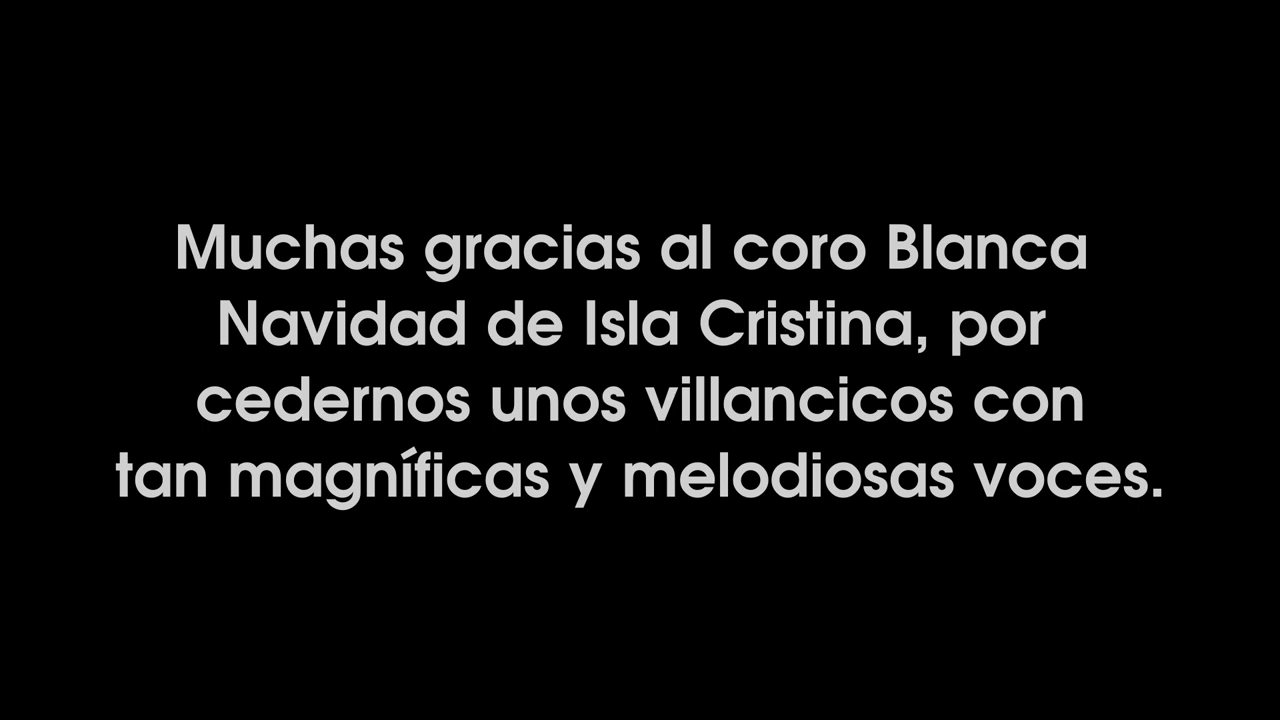 Muchas gracias al coro Blanca
Navidad de Isla Cristina, por
cedernos unos villancicos con
tan magníficas y melodiosas voces.